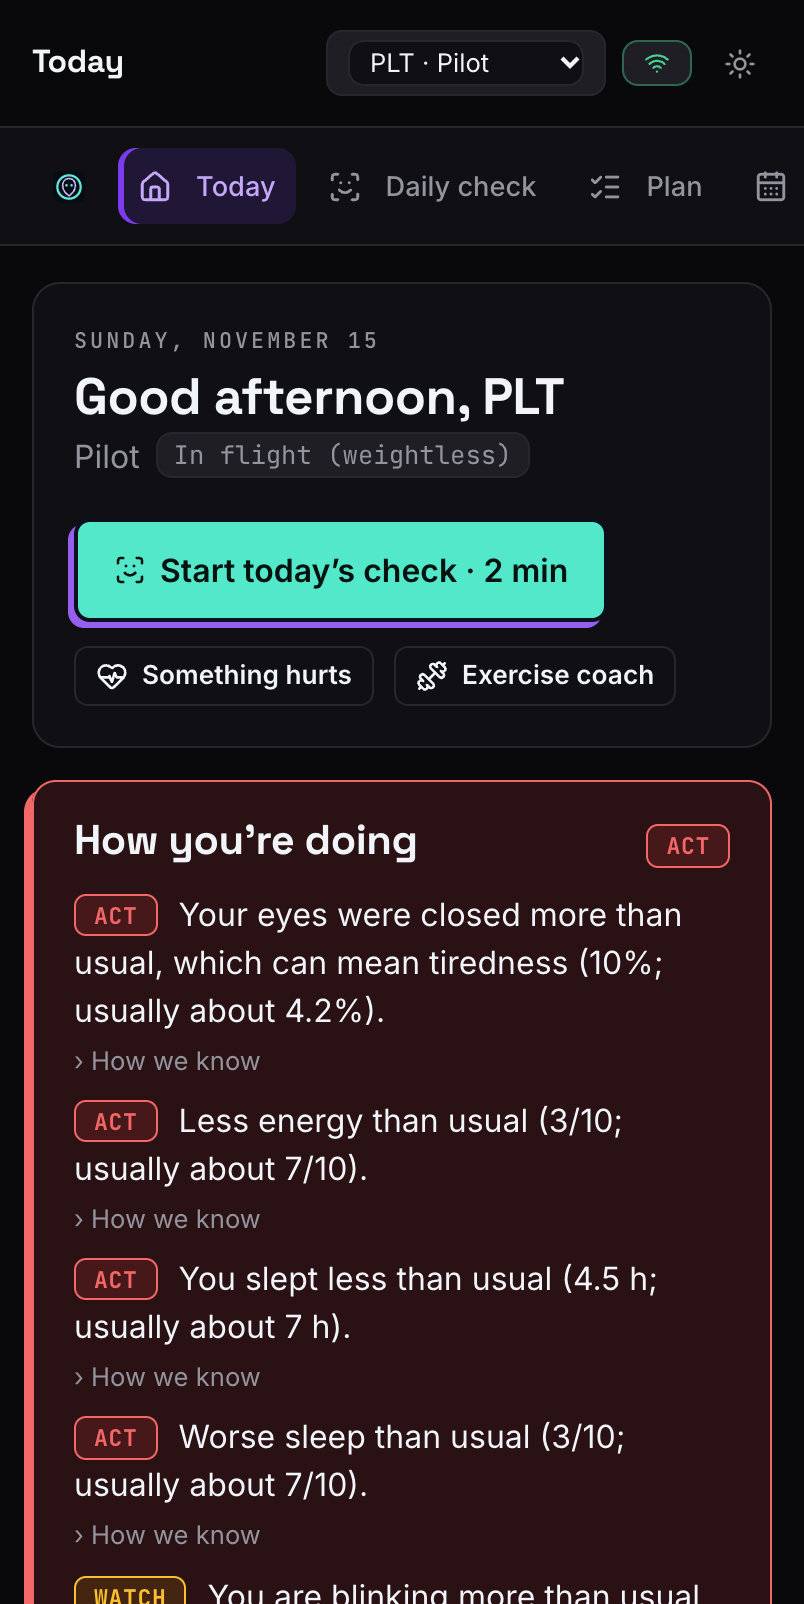 Today
PLT · Pilot
Today
Daily check
Plan
SUNDAY, NOVEMBER 15
Good afternoon, PLT
Pilot
In flight (weightless)
Start today’s check · 2 min
Something hurts
Exercise coach
How you’re doing
ACT
ACT Your eyes were closed more than
usual, which can mean tiredness (10%;
usually about 4.2%).
› How we know
ACT Less energy than usual (3/10;
usually about 7/10).
› How we know
ACT You slept less than usual (4.5 h;
usually about 7 h).
› How we know
ACT Worse sleep than usual (3/10;
usually about 7/10).
› How we know
WATCH You are blinking more than usual